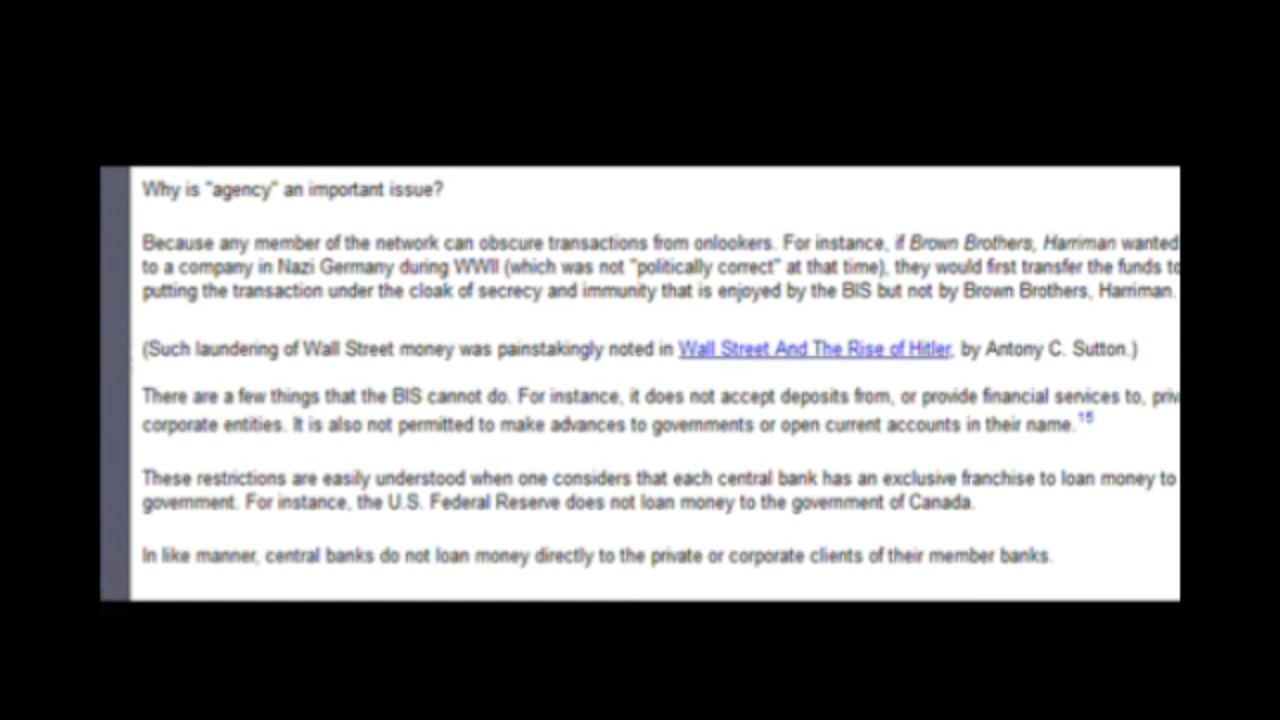 Why is "agency" an important issue?
Because any member of the network can obscure transactions from onlookers. For instance, if Brown Brothers, Harriman wanted
to a company in Nazi Germany during WWII (which was not "politically correct" at that time), they would first transfer the funds to
putting the transaction under the cloak of secrecy and immunity that is enjoyed by the BIS but not by Brown Brothers, Harriman.
(Such laundering of Wall Street money was painstakingly noted in Wall Street And The Rise of Hitler, by Antony C. Sutton.)
There are a few things that the BIS cannot do. For instance, it does not accept deposits from, or provide financial services to, priv
corporate entities. It is also not permitted to make advances to governments or open current accounts in their name. 15
These restrictions are easily understood when one considers that each central bank has an exclusive franchise to loan money to
government. For instance, the U.S. Federal Reserve does not loan money to the government of Canada.
In like manner, central banks do not loan money directly to the private or corporate clients of their member banks.